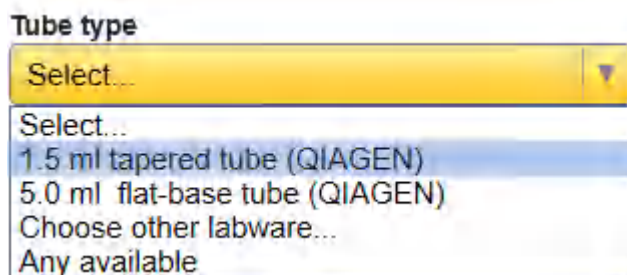 Tube type
Select...
Select...
1.5 ml tapered tube (QIAGEN)
5.0 ml flat-base tube (QIAGEN)
Choose other labware...
Any available